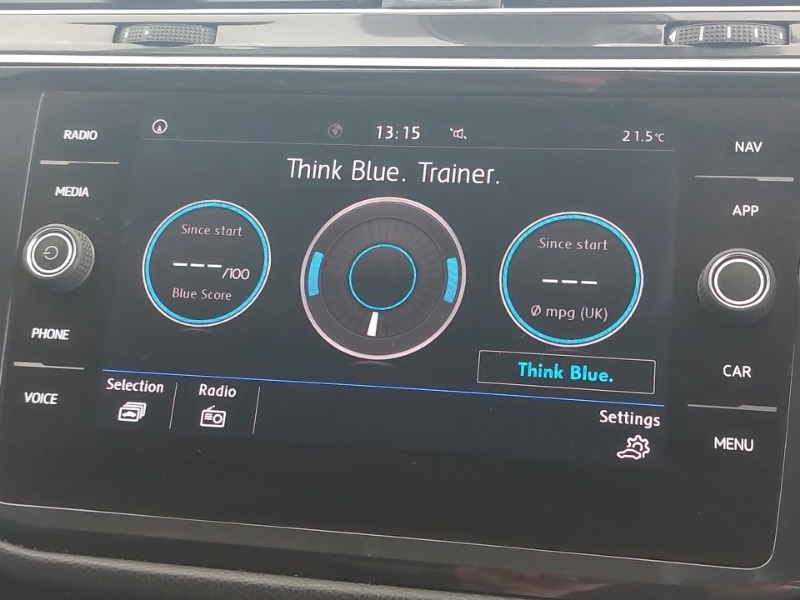 RADIO
MEDIA
PHONE
VOICE
13:15
21.5°C
Think Blue. Trainer.
Since start
---/100
Blue Score
Since start
---
Ø mpg (UK)
Think Blue.
Selection
Radio
Settings
NAV
APP
CAR
MENU